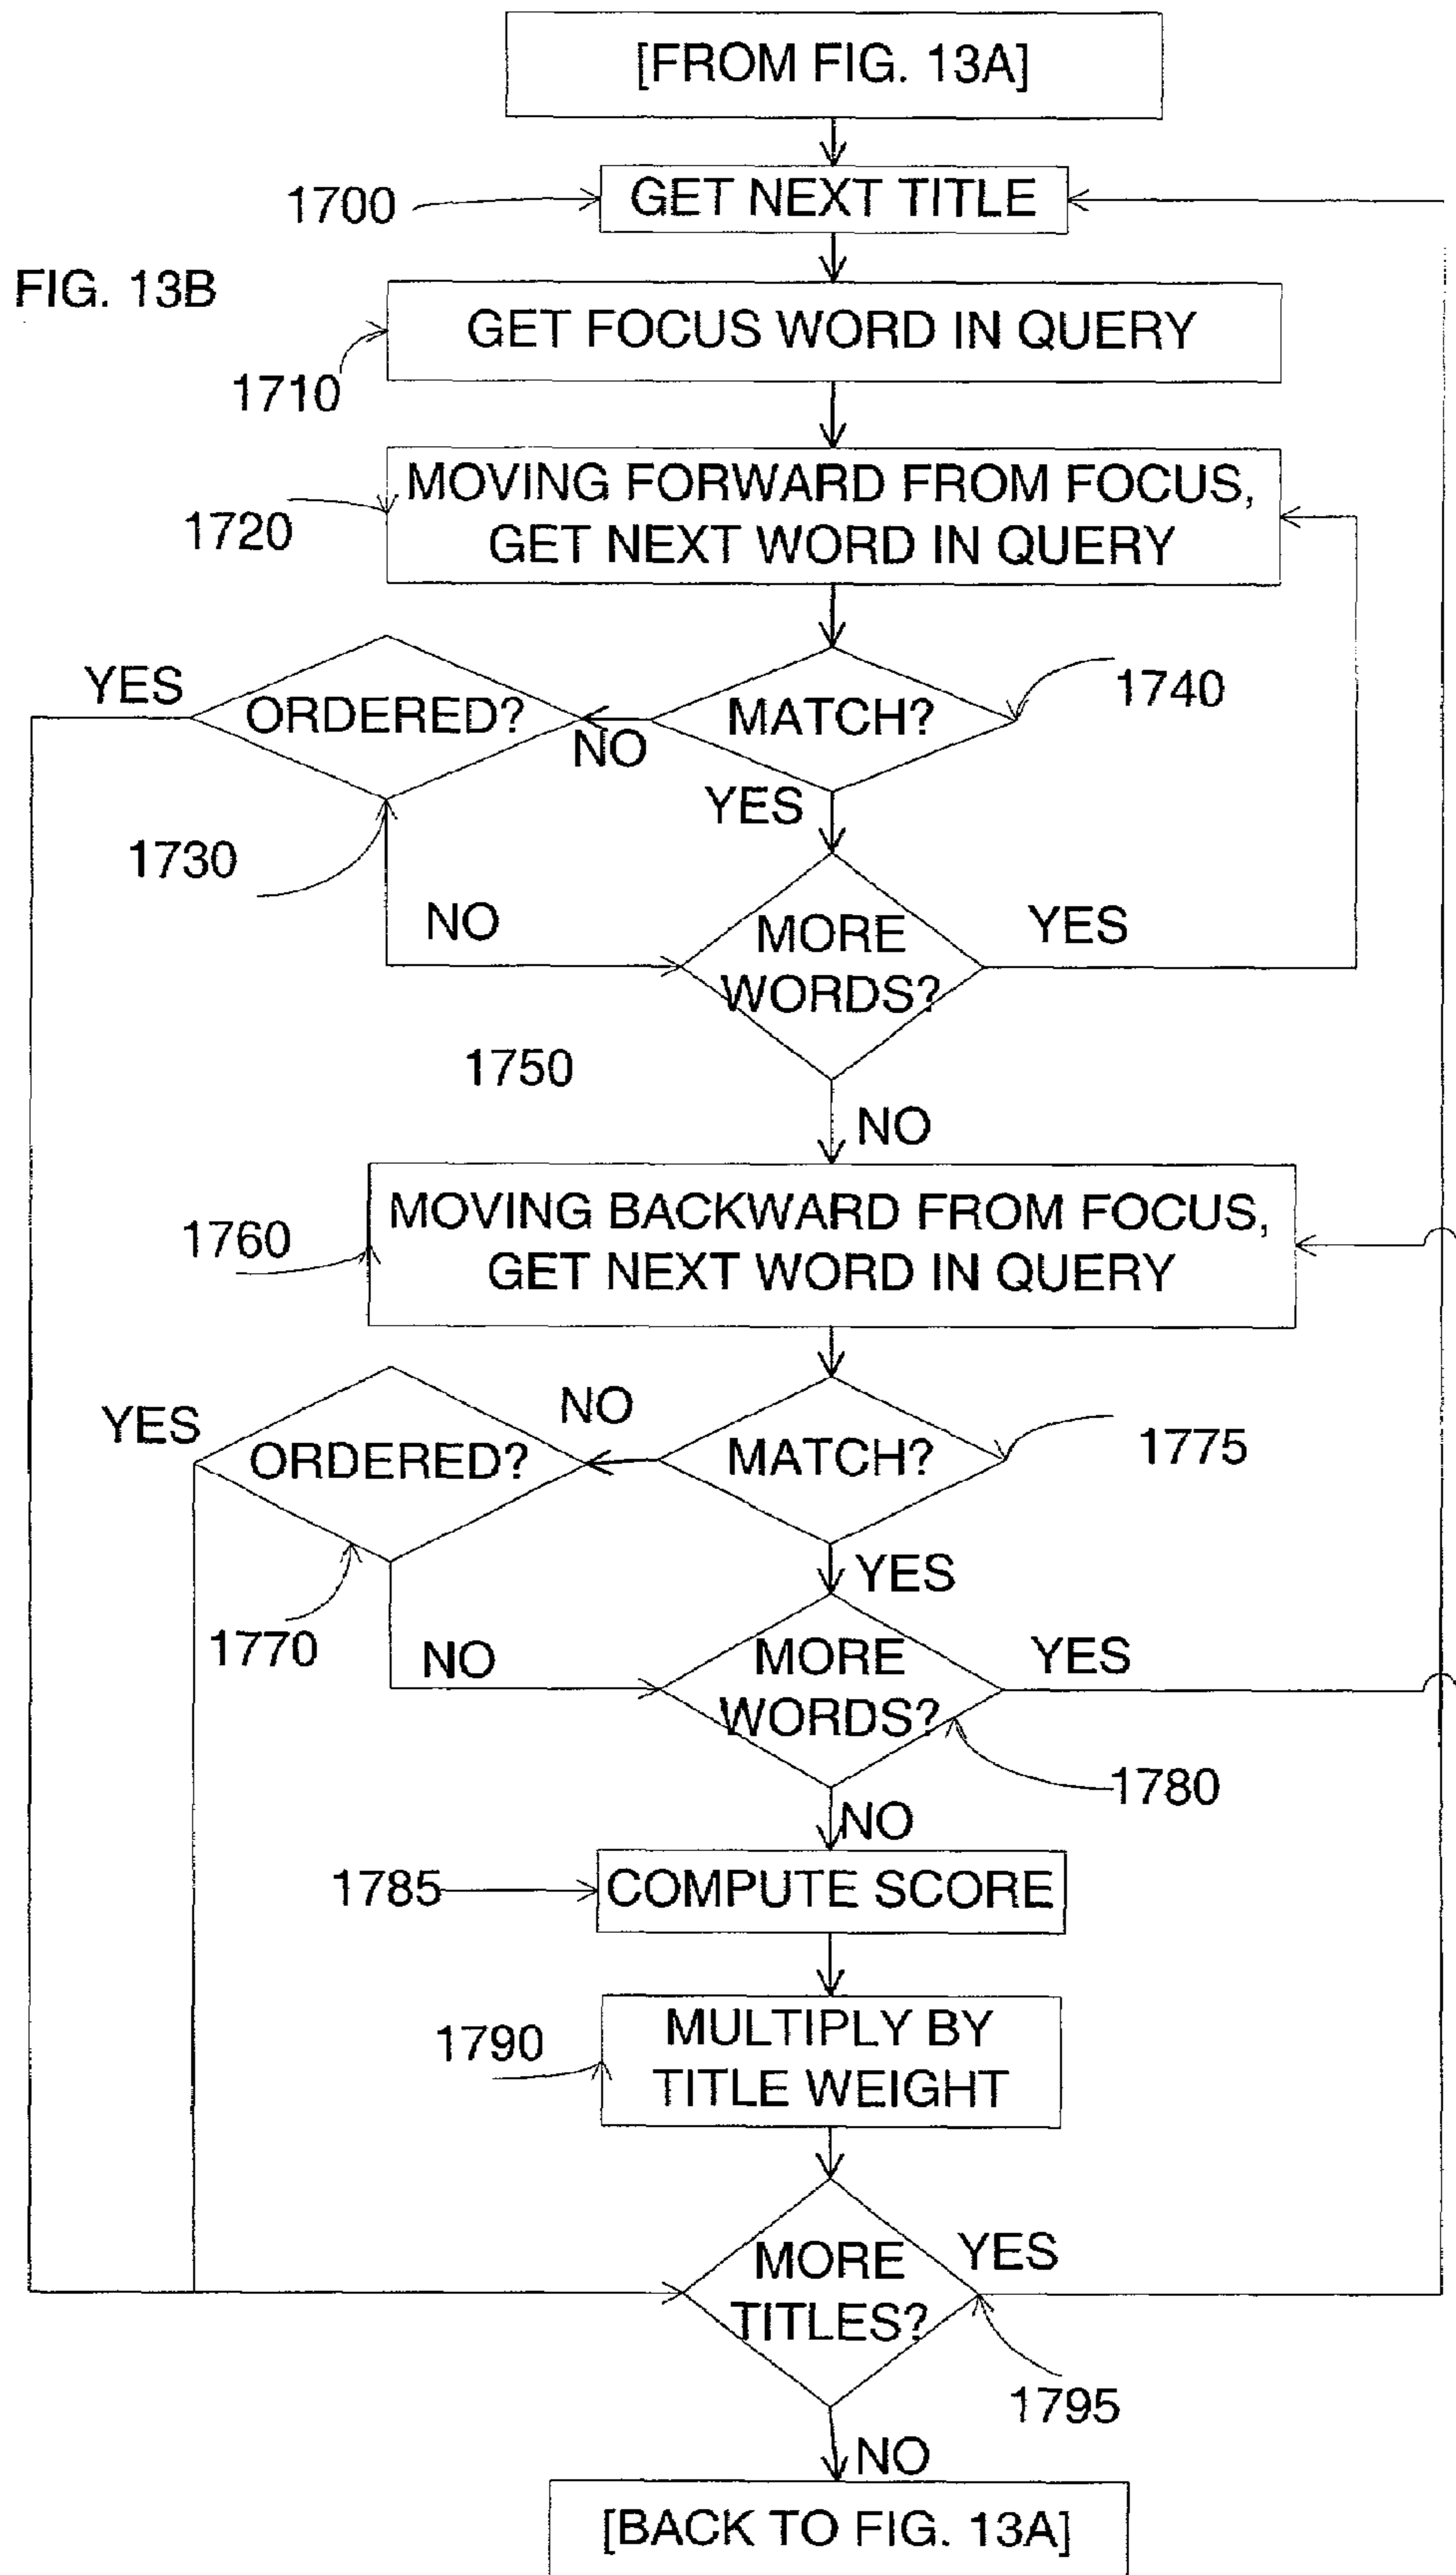 [FROM FIG. 13A]
1700
GET NEXT TITLE
FIG. 13B
GET FOCUS WORD IN QUERY
1710
MOVING FORWARD FROM FOCUS,
GET NEXT WORD IN QUERY
1720
YES
ORDERED?
NO
MATCH?
1740
YES
1730
NO
MORE
WORDS?
YES
1750
NO
MOVING BACKWARD FROM FOCUS,
GET NEXT WORD IN QUERY
1760
YES
ORDERED?
NO
MATCH?
1775
YES
1770
NO
MORE
WORDS?
YES
1780
NO
1785
COMPUTE SCORE
1790
MULTIPLY BY
TITLE WEIGHT
MORE
TITLES?
YES
1795
NO
[BACK TO FIG. 13A]